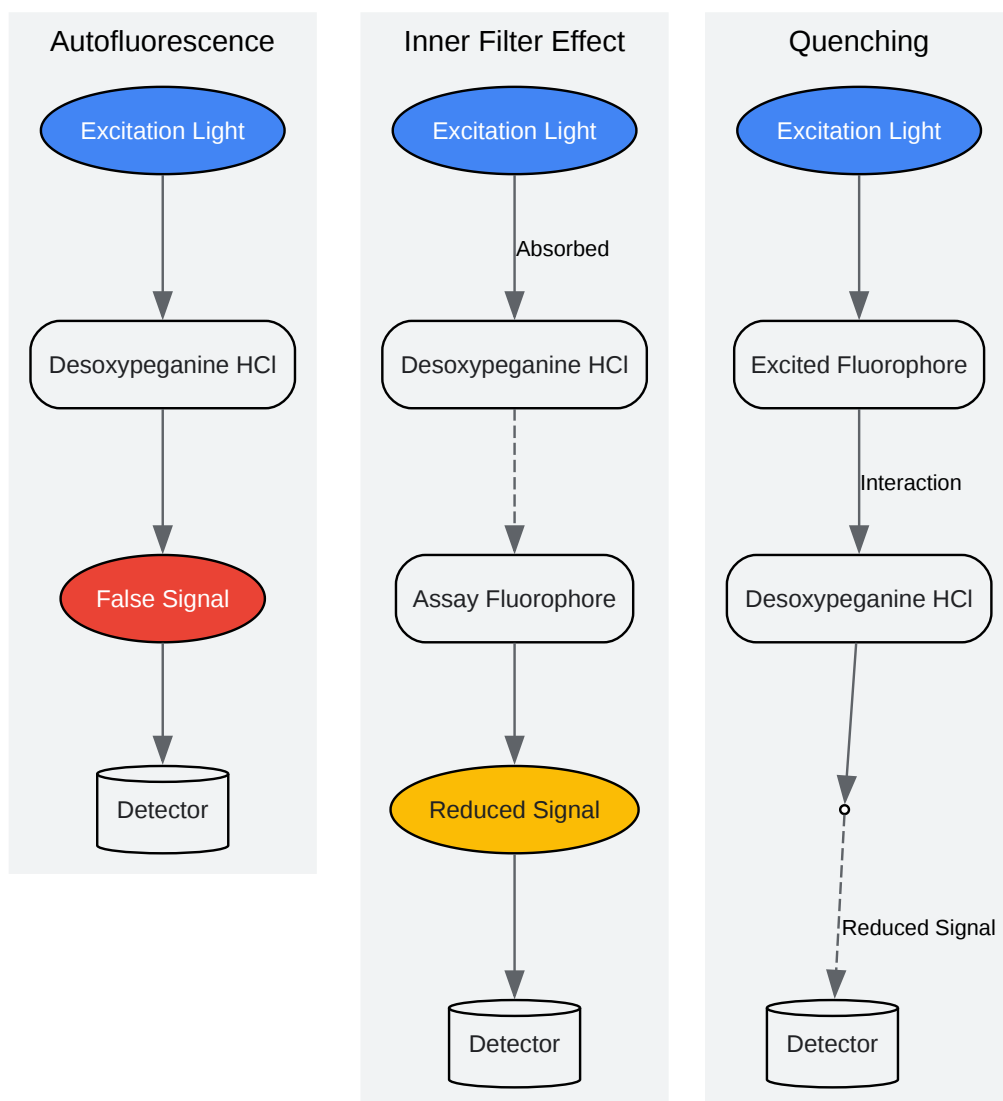 Autofluorescence
Excitation Light
Desoxypeganine HCl
False Signal
Detector
Inner Filter Effect
Excitation Light
Absorbed
Desoxypeganine HCl
Assay Fluorophore
Reduced Signal
Detector
Quenching
Excitation Light
Excited Fluorophore
Interaction
Desoxypeganine HCl
Reduced Signal
Detector